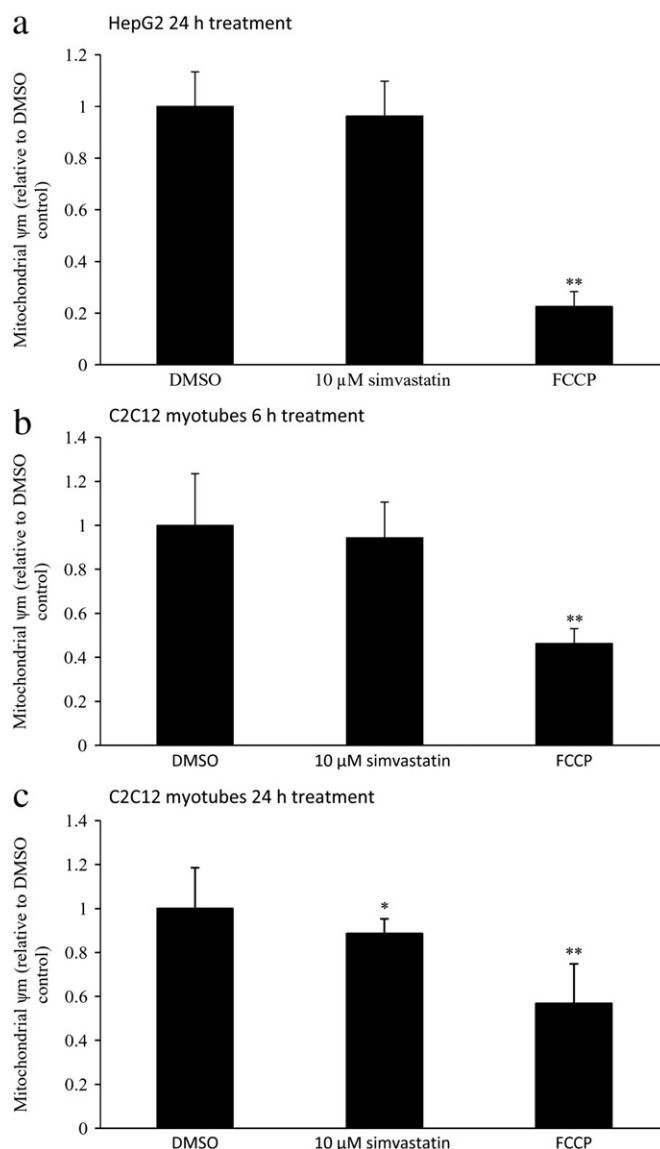 a HepG2 24 h treatment
Mitochondrial ψm (relative to DMSO
control)
1.2
1
0.8
0.6
0.4
0.2
0
**
DMSO 10 µM simvastatin FCCP
b C2C12 myotubes 6 h treatment
Mitochondrial ψm (relative to DMSO
control)
1.4
1.2
1
0.8
0.6
0.4
0.2
0
**
DMSO 10 µM simvastatin FCCP
c C2C12 myotubes 24 h treatment
Mitochondrial ψm (relative to DMSO
control)
1.4
1.2
1
0.8
0.6
0.4
0.2
0
*
**
DMSO 10 µM simvastatin FCCP